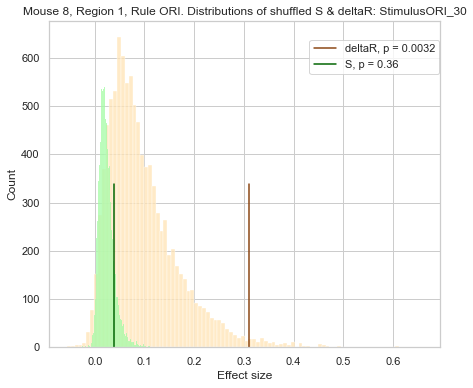 Mouse 8, Region 1, Rule ORI. Distributions of shuffled S & deltaR: StimulusORI_30
deltaR, p = 0.0032
S, p = 0.36
Count
600
500
400
300
200
100
0
0.0 0.1 0.2 0.3 0.4 0.5 0.6
Effect size